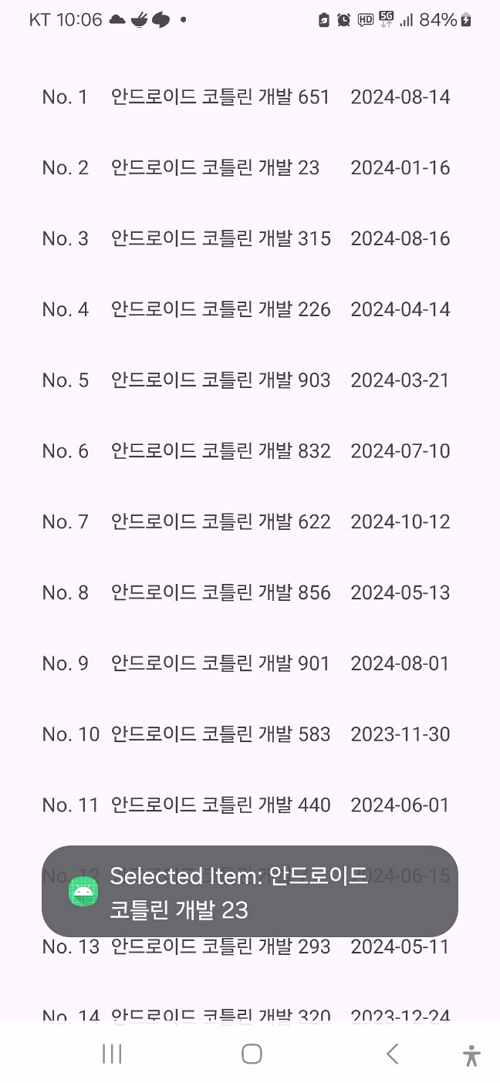 KT 10:06 HD 5G 84%
No. 1 안드로이드 코틀린 개발 651 2024-08-14
No. 2 안드로이드 코틀린 개발 23 2024-01-16
No. 3 안드로이드 코틀린 개발 315 2024-08-16
No. 4 안드로이드 코틀린 개발 226 2024-04-14
No. 5 안드로이드 코틀린 개발 903 2024-03-21
No. 6 안드로이드 코틀린 개발 832 2024-07-10
No. 7 안드로이드 코틀린 개발 622 2024-10-12
No. 8 안드로이드 코틀린 개발 856 2024-05-13
No. 9 안드로이드 코틀린 개발 901 2024-08-01
No. 10 안드로이드 코틀린 개발 583 2023-11-30
No. 11 안드로이드 코틀린 개발 440 2024-06-01
No. 12 2024-06-15
Selected Item: 안드로이드
코틀린 개발 23
No. 13 안드로이드 코틀린 개발 293 2024-05-11
No. 14 안드로이드 코틀린 개발 320 2023-12-24